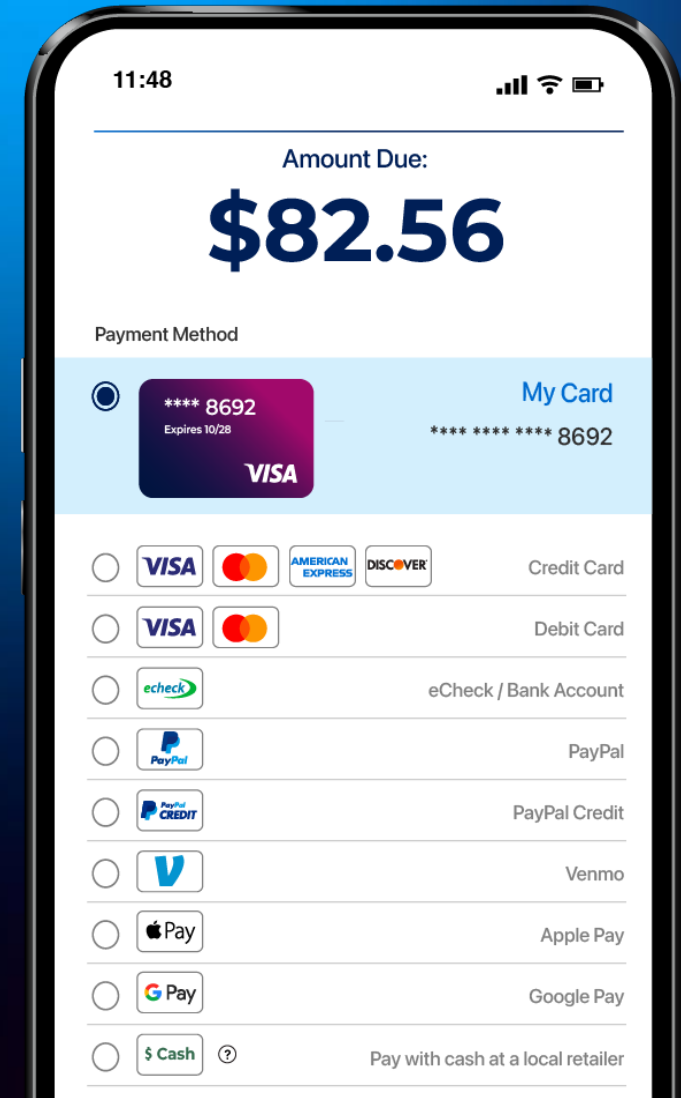 11:48
Amount Due:
$82.56
Payment Method
**** 8692
Expires 10/28
VISA
My Card
**** **** **** 8692
VISA AMERICAN EXPRESS DISCOVER Credit Card
VISA Debit Card
echeck eCheck / Bank Account
PayPal PayPal
PayPal CREDIT PayPal Credit
V Venmo
Pay Apple Pay
G Pay Google Pay
$ Cash ? Pay with cash at a local retailer